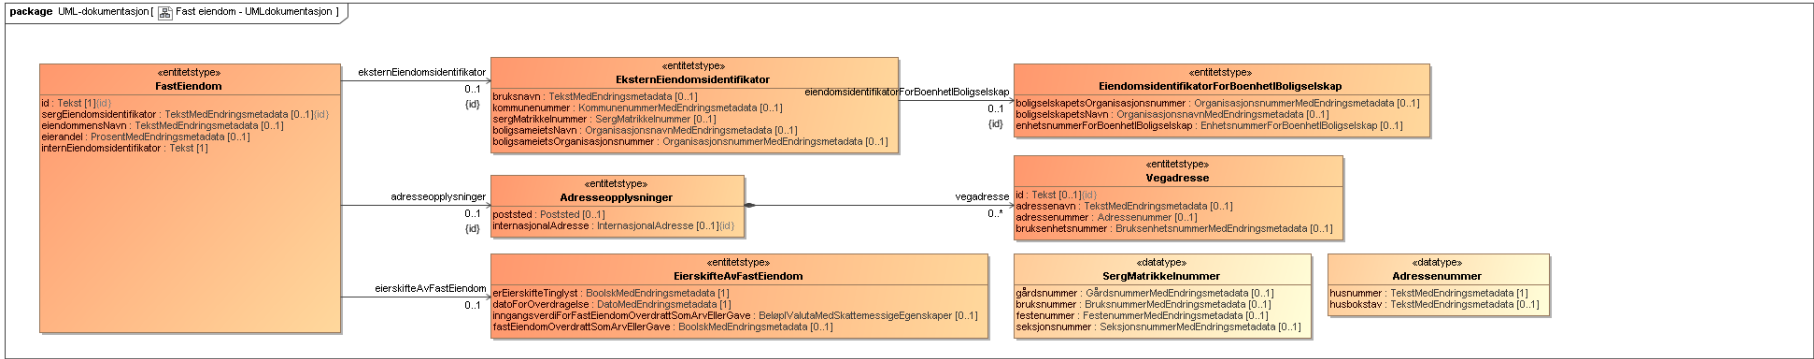 package UML-dokumentasjon [ Fast eiendom - UMLdokumentasjon ]
«entitetstype»
FastEiendom
id : Tekst [1]{id}
sergEiendomsidentifikator : TekstMedEndringsmetadata [0..1]{id}
eiendommensNavn : TekstMedEndringsmetadata [0..1]
eierandel : ProsentMedEndringsmetadata [0..1]
internEiendomsidentifikator : Tekst [1]
eksternEiendomsidentifikator
0..1
{id}
«entitetstype»
EksternEiendomsidentifikator
bruksnavn : TekstMedEndringsmetadata [0..1]
kommunenummer : KommunenummerMedEndringsmetadata [0..1]
sergMatrikkelnummer : SergMatrikkelnummer [0..1]
boligsameietsNavn : OrganisasjonsnavnMedEndringsmetadata [0..1]
boligsameietsOrganisasjonsnummer : OrganisasjonsnummerMedEndringsmetadata [0..1]
eiendomsidentifikatorForBoenhetIBoligselskap
0..1
{id}
«entitetstype»
EiendomsidentifikatorForBoenhetIBoligselskap
boligselskapetsOrganisasjonsnummer : OrganisasjonsnummerMedEndringsmetadata [0..1]
boligselskapetsNavn : OrganisasjonsnavnMedEndringsmetadata [0..1]
enhetsnummerForBoenhetIBoligselskap : EnhetsnummerForBoenhetIBoligselskap [0..1]
adresseopplysninger
0..1
{id}
«entitetstype»
Adresseopplysninger
poststed : Poststed [0..1]
internasjonalAdresse : InternasjonalAdresse [0..1]{id}
vegadresse
0..*
«entitetstype»
Vegadresse
id : Tekst [0..1]{id}
adressenavn : TekstMedEndringsmetadata [0..1]
adressenummer : Adressenummer [0..1]
bruksenhetsnummer : BruksenhetsnummerMedEndringsmetadata [0..1]
eierskifteAvFastEiendom
0..1
«entitetstype»
EierskifteAvFastEiendom
erEierskifteTinglyst : BoolskMedEndringsmetadata [1]
datoForOverdragelse : DatoMedEndringsmetadata [1]
inngangsverdiForFastEiendomOverdrattSomArvEllerGave : BeløpIValutaMedSkattemessigeEgenskaper [0..1]
fastEiendomOverdrattSomArvEllerGave : BoolskMedEndringsmetadata [0..1]
«datatype»
SergMatrikkelnummer
gårdsnummer : GårdsnummerMedEndringsmetadata [0..1]
bruksnummer : BruksnummerMedEndringsmetadata [0..1]
festenummer : FestenummerMedEndringsmetadata [0..1]
seksjonsnummer : SeksjonsnummerMedEndringsmetadata [0..1]
«datatype»
Adressenummer
husnummer : TekstMedEndringsmetadata [1]
husbokstav : TekstMedEndringsmetadata [0..1]